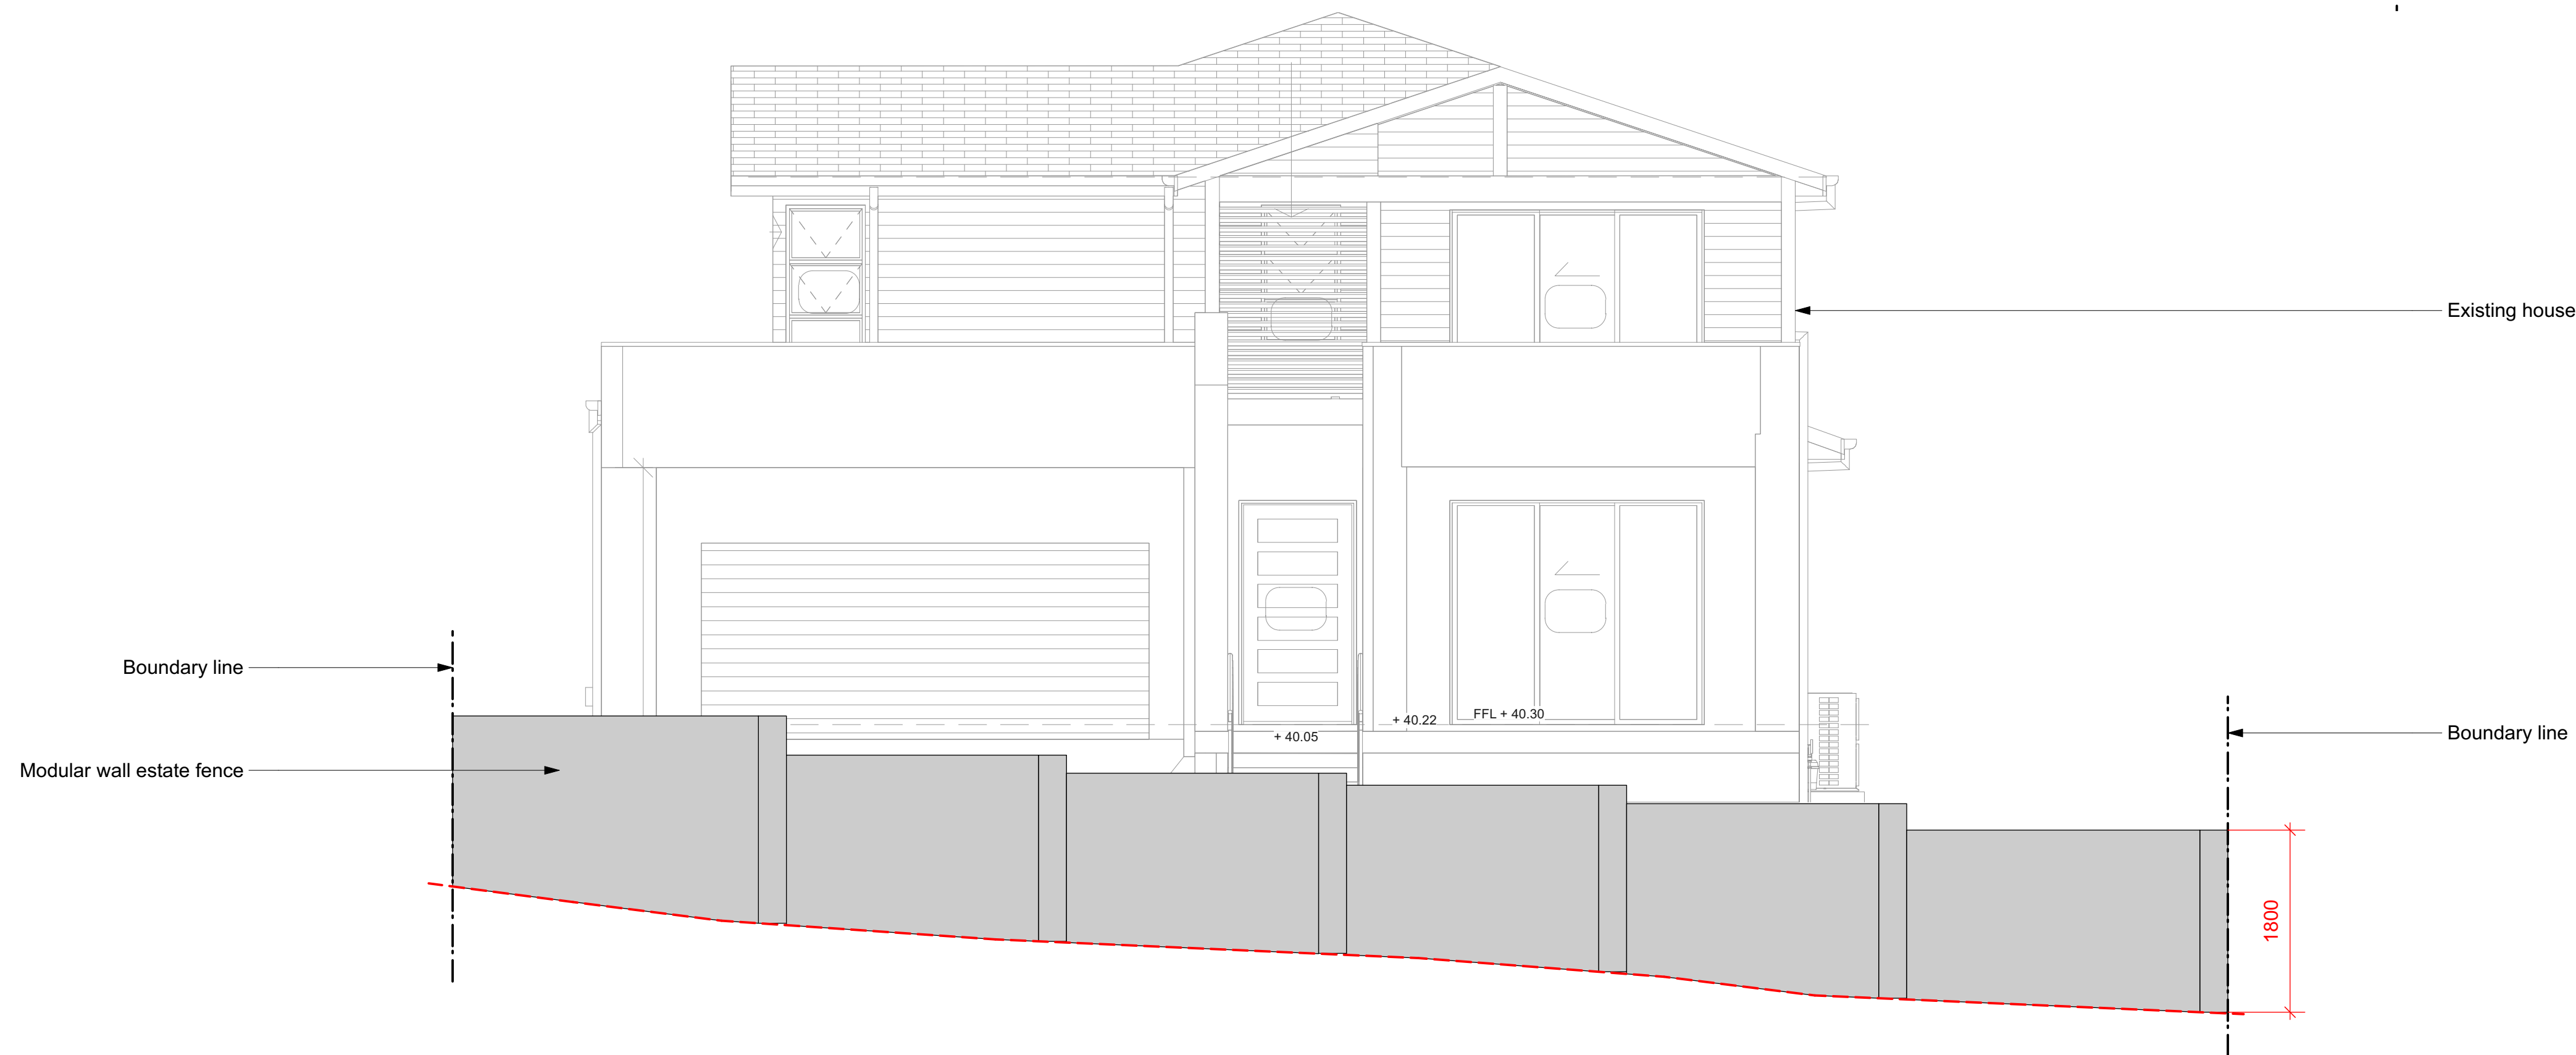 Existing house
Boundary line
+ 40.22
FFL + 40.30
+ 40.05
Boundary line
Modular wall estate fence
1800